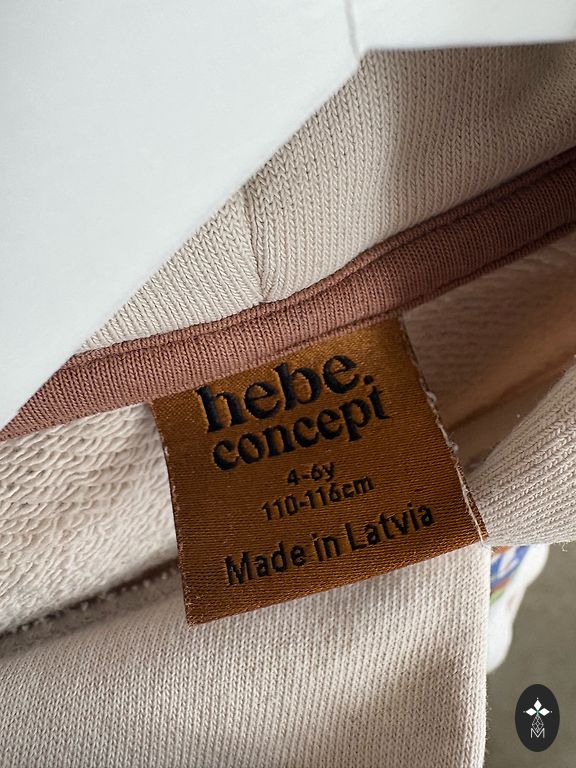 hebe.
concept
4-6y
110-116cm
Made in Latvia
M